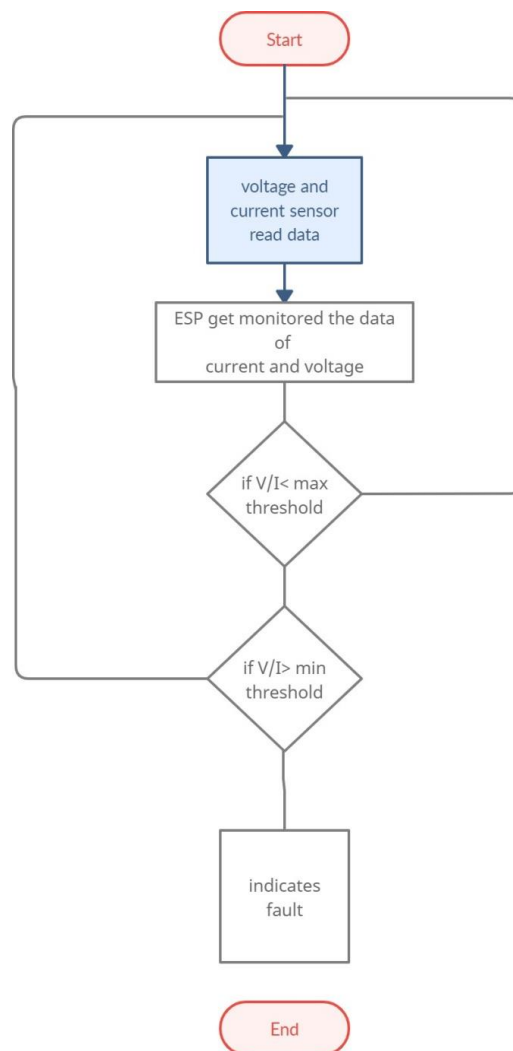 Start
voltage and
current sensor
read data
ESP get monitored the data
of
current and voltage
if V/I< max
threshold
if V/I> min
threshold
indicates
fault
End